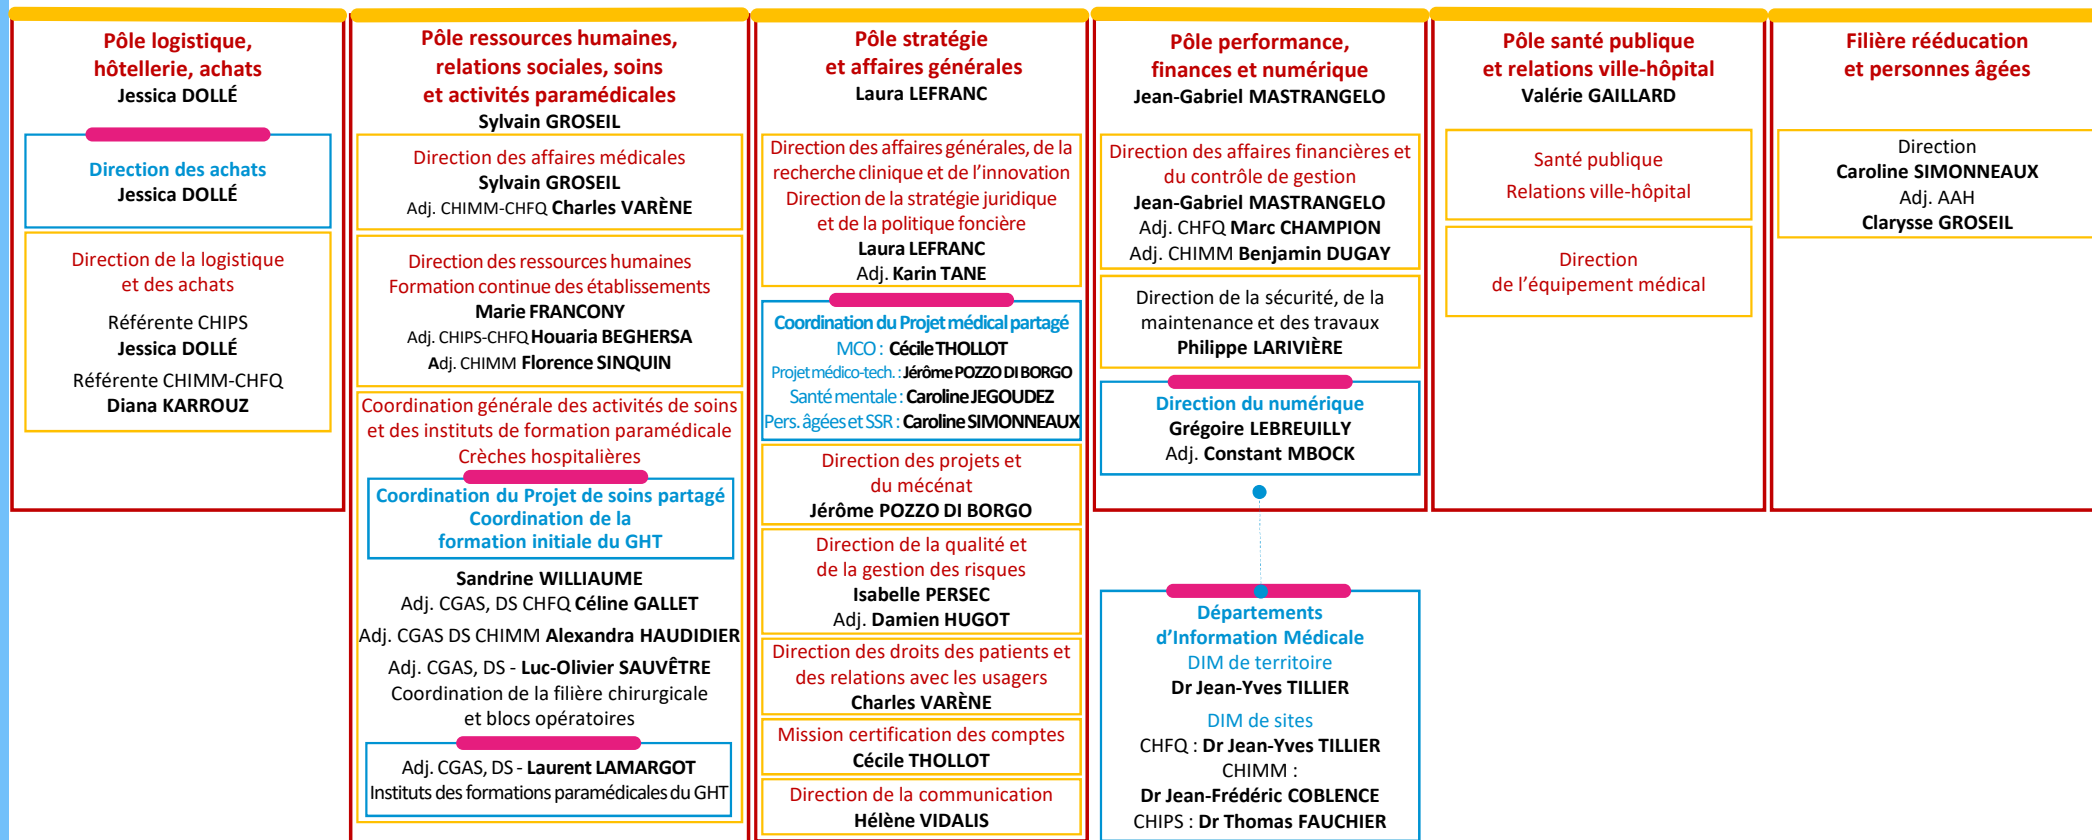 Pôle logistique,
hôtellerie, achats
Jessica DOLLÉ
Direction des achats
Jessica DOLLÉ
Direction de la logistique
et des achats
Référente CHIPS
Jessica DOLLÉ
Référente CHIMM-CHFQ
Diana KARROUZ
Pôle ressources humaines,
relations sociales, soins
et activités paramédicales
Sylvain GROSEIL
Direction des affaires médicales
Sylvain GROSEIL
Adj. CHIMM-CHFQ Charles VARÈNE
Direction des ressources humaines
Formation continue des établissements
Marie FRANCONY
Adj. CHIPS-CHFQ Houaria BEGHERSA
Adj. CHIMM Florence SINQUIN
Coordination générale des activités de soins
et des instituts de formation paramédicale
Crèches hospitalières
Coordination du Projet de soins partagé
Coordination de la
formation initiale du GHT
Sandrine WILLIAUME
Adj. CGAS, DS CHFQ Céline GALLET
Adj. CGAS DS CHIMM Alexandra HAUDIDIER
Adj. CGAS, DS - Luc-Olivier SAUVÊTRE
Coordination de la filière chirurgicale
et blocs opératoires
Adj. CGAS, DS - Laurent LAMARGOT
Instituts des formations paramédicales du GHT
Pôle stratégie
et affaires générales
Laura LEFRANC
Direction des affaires générales, de la
recherche clinique et de l'innovation
Direction de la stratégie juridique
et de la politique foncière
Laura LEFRANC
Adj. Karin TANE
Coordination du Projet médical partagé
MCO : Cécile THOLLOT
Projet médico-tech. : Jérôme POZZO DI BORGO
Santé mentale : Caroline JEGOUDEZ
Pers. âgées et SSR : Caroline SIMONNEAUX
Direction des projets et
du mécénat
Jérôme POZZO DI BORGO
Direction de la qualité et
de la gestion des risques
Isabelle PERSEC
Adj. Damien HUGOT
Direction des droits des patients et
des relations avec les usagers
Charles VARÈNE
Mission certification des comptes
Cécile THOLLOT
Direction de la communication
Hélène VIDALIS
Pôle performance,
finances et numérique
Jean-Gabriel MASTRANGELO
Direction des affaires financières et
du contrôle de gestion
Jean-Gabriel MASTRANGELO
Adj. CHFQ Marc CHAMPION
Adj. CHIMM Benjamin DUGAY
Direction de la sécurité, de la
maintenance et des travaux
Philippe LARIVIÈRE
Direction du numérique
Grégoire LEBREUILLY
Adj. Constant MBOCK
Départements
d'Information Médicale
DIM de territoire
Dr Jean-Yves TILLIER
DIM de sites
CHFQ : Dr Jean-Yves TILLIER
CHIMM :
Dr Jean-Frédéric COBLENCE
CHIPS : Dr Thomas FAUCHIER
Pôle santé publique
et relations ville-hôpital
Valérie GAILLARD
Santé publique
Relations ville-hôpital
Direction
de l'équipement médical
Filière rééducation
et personnes âgées
Direction
Caroline SIMONNEAUX
Adj. AAH
Clarysse GROSEIL